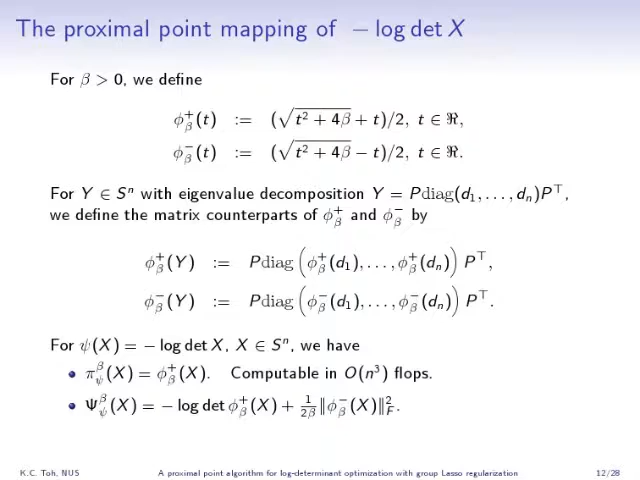 The proximal point mapping of − log det X
For β > 0, we define
ϕ⁺_β(t) := (√(t² + 4β) + t)/2, t ∈ ℜ,
ϕ⁻_β(t) := (√(t² + 4β) − t)/2, t ∈ ℜ.
For Y ∈ Sⁿ with eigenvalue decomposition Y = Pdiag(d₁, . . . , dₙ)P⊤,
we define the matrix counterparts of ϕ⁺_β and ϕ⁻_β by
ϕ⁺_β(Y) := Pdiag(ϕ⁺_β(d₁), . . . , ϕ⁺_β(dₙ)) P⊤,
ϕ⁻_β(Y) := Pdiag(ϕ⁻_β(d₁), . . . , ϕ⁻_β(dₙ)) P⊤.
For ψ(X) = − log det X, X ∈ Sⁿ, we have
• π^β_ψ(X) = ϕ⁺_β(X). Computable in O(n³) flops.
• Ψ^β_ψ(X) = − log det ϕ⁺_β(X) + 1/2β ‖ϕ⁻_β(X)‖²_F.
K.C. Toh, NUS A proximal point algorithm for log-determinant optimization with group Lasso regularization 12/28